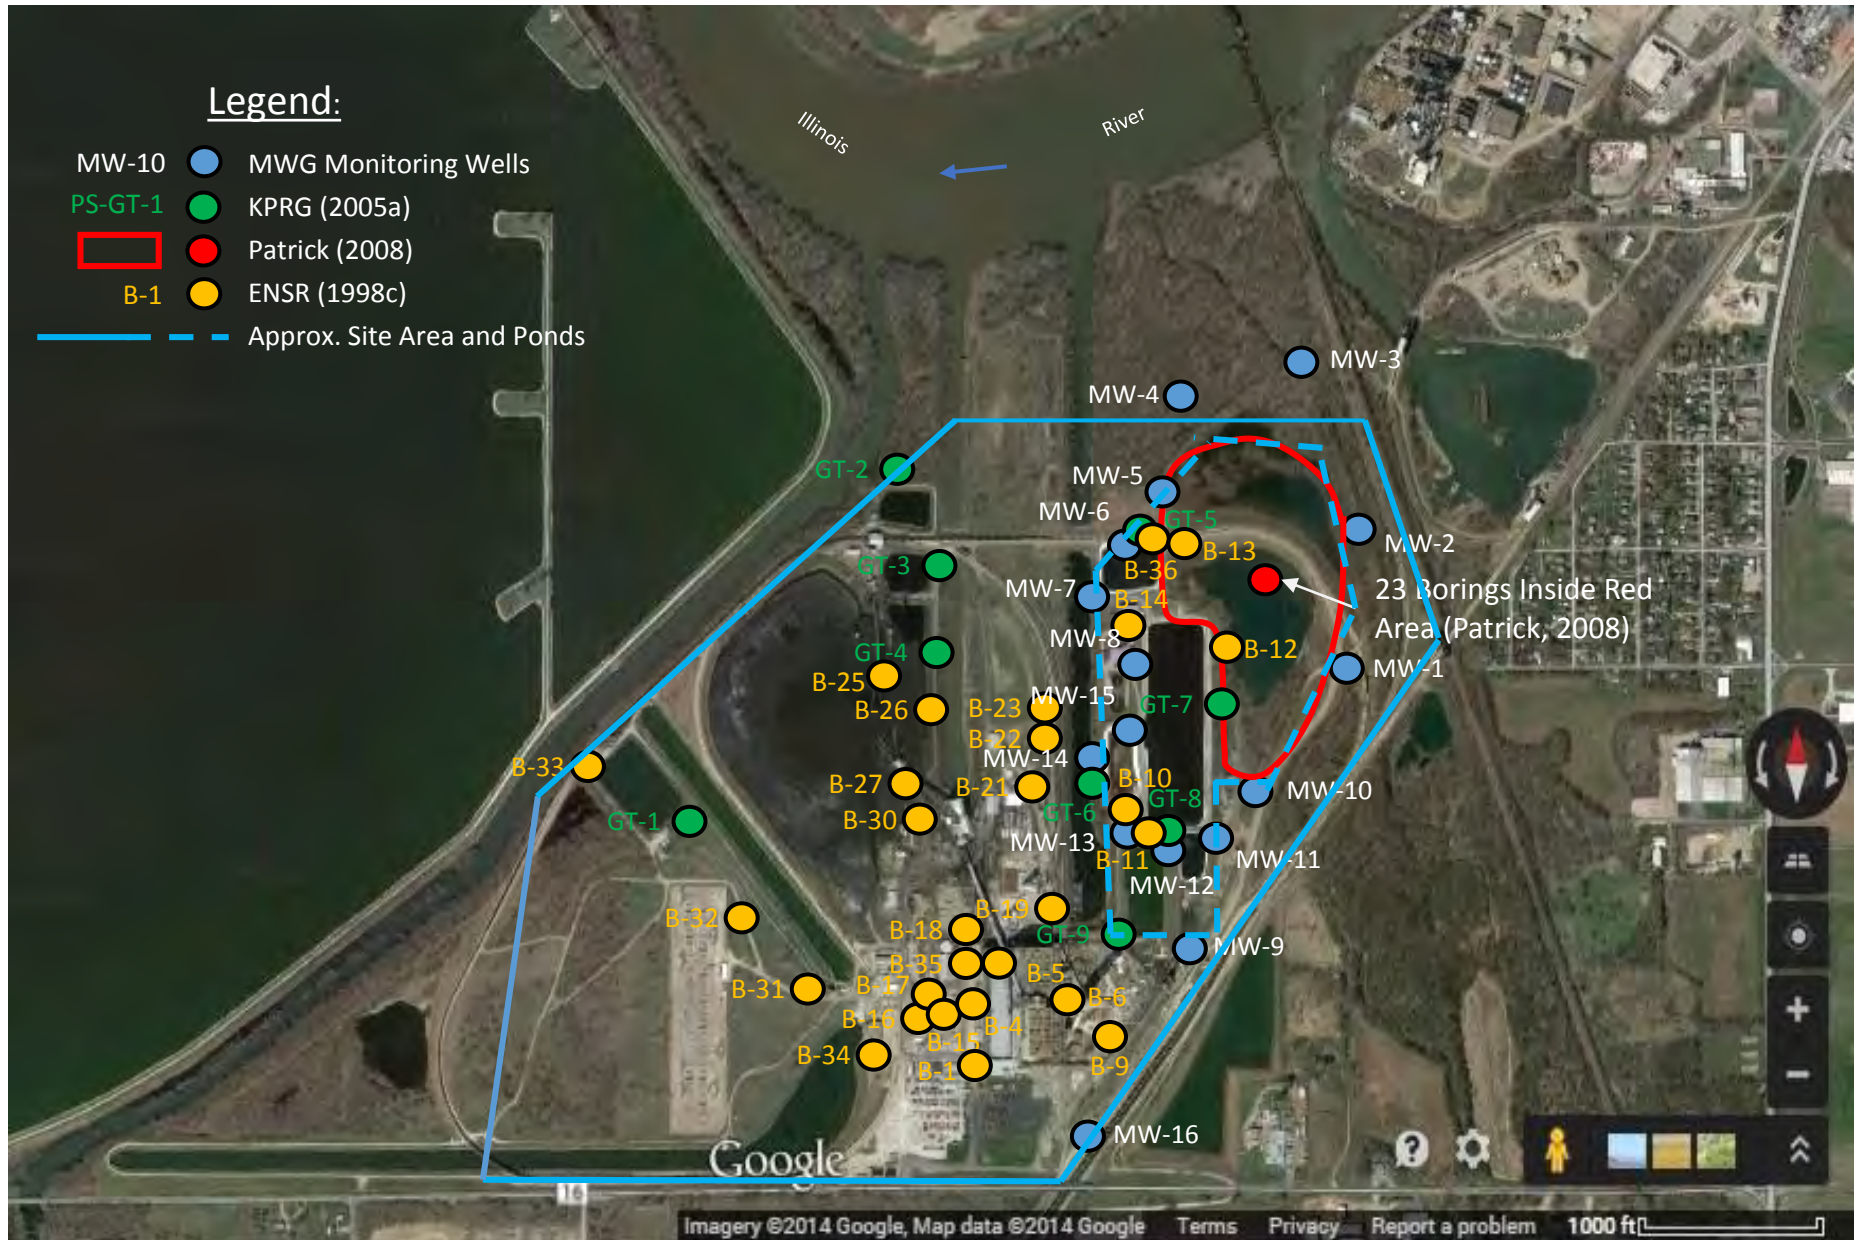 Legend:
MW-10 MWG Monitoring Wells
PS-GT-1 KPRG (2005a)
Patrick (2008)
B-1 ENSR (1998c)
Approx. Site Area and Ponds
Illinois
River
MW-3
MW-4
GT-2
MW-5
MW-6
GT-5
MW-2
B-13
GT-3
B-36
MW-7
B-14
23 Borings Inside Red
Area (Patrick, 2008)
MW-8
GT-4
B-12
MW-1
B-25
MW-15
B-26
B-23
GT-7
B-22
MW-14
B-33
B-27
B-21
B-10
MW-10
GT-8
GT-6
B-30
GT-1
MW-13
B-11
MW-11
MW-12
B-19
B-32
B-18
GT-9
MW-9
B-35
B-5
B-17
B-31
B-6
B-16
B-4
B-15
B-34
B-1
B-9
MW-16
Google
16
Imagery ©2014 Google, Map data ©2014 Google Terms Privacy Report a problem 1000 ft